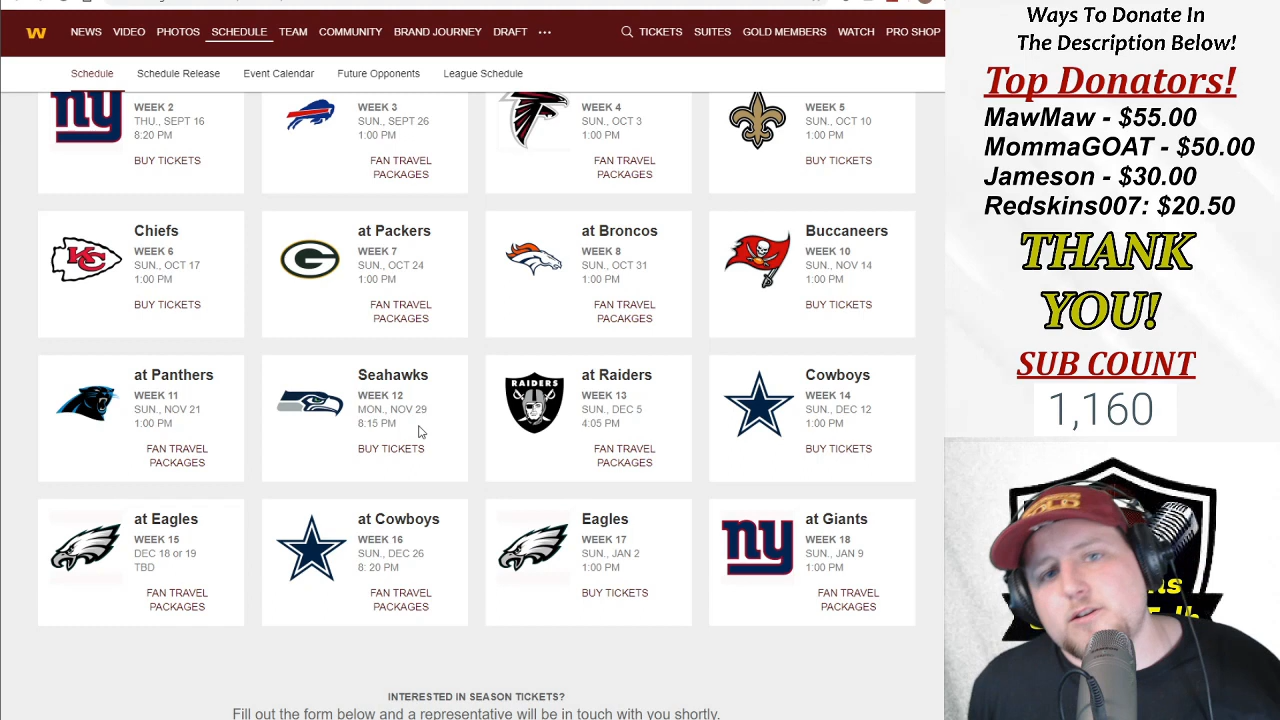 W NEWS VIDEO PHOTOS SCHEDULE TEAM COMMUNITY BRAND JOURNEY DRAFT ••• TICKETS SUITES GOLD MEMBERS WATCH PRO SHOP
Schedule Schedule Release Event Calendar Future Opponents League Schedule
ny
WEEK 2
THU., SEPT 16
8:20 PM
BUY TICKETS
WEEK 3
SUN., SEPT 26
1:00 PM
FAN TRAVEL
PACKAGES
WEEK 4
SUN., OCT 3
1:00 PM
FAN TRAVEL
PACKAGES
WEEK 5
SUN., OCT 10
1:00 PM
BUY TICKETS
KC
Chiefs
WEEK 6
SUN., OCT 17
1:00 PM
BUY TICKETS
G
at Packers
WEEK 7
SUN., OCT 24
1:00 PM
FAN TRAVEL
PACKAGES
at Broncos
WEEK 8
SUN., OCT 31
1:00 PM
FAN TRAVEL
PACAKGES
Buccaneers
WEEK 10
SUN., NOV 14
1:00 PM
BUY TICKETS
at Panthers
WEEK 11
SUN., NOV 21
1:00 PM
FAN TRAVEL
PACKAGES
Seahawks
WEEK 12
MON., NOV 29
8:15 PM
BUY TICKETS
RAIDERS
at Raiders
WEEK 13
SUN., DEC 5
4:05 PM
FAN TRAVEL
PACKAGES
Cowboys
WEEK 14
SUN., DEC 12
1:00 PM
BUY TICKETS
at Eagles
WEEK 15
DEC 18 or 19
TBD
FAN TRAVEL
PACKAGES
at Cowboys
WEEK 16
SUN., DEC 26
8: 20 PM
FAN TRAVEL
PACKAGES
Eagles
WEEK 17
SUN., JAN 2
1:00 PM
BUY TICKETS
ny
at Giants
WEEK 18
SUN., JAN 9
1:00 PM
FAN TRAVEL
PACKAGES
INTERESTED IN SEASON TICKETS?
Fill out the form below and a representative will be in touch with you shortly.
Ways To Donate In
The Description Below!
Top Donators!
MawMaw - $55.00
MommaGOAT - $50.00
Jameson - $30.00
Redskins007: $20.50
THANK
YOU!
SUB COUNT
1,160